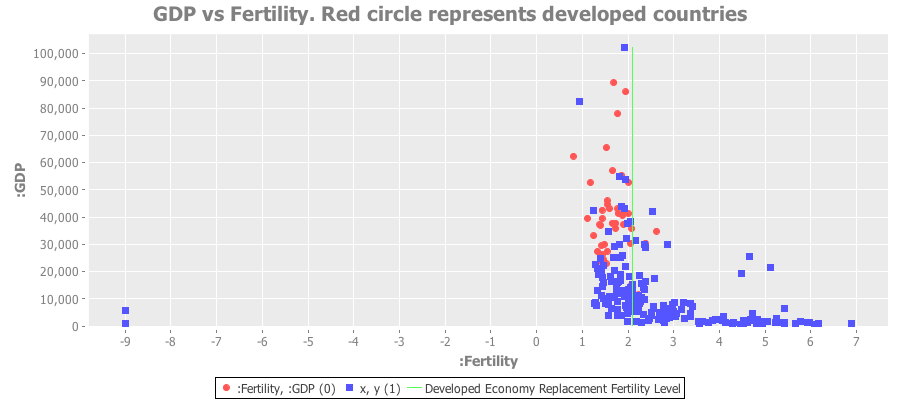 GDP vs Fertility. Red circle represents developed countries
:GDP
100,000
90,000
80,000
70,000
60,000
50,000
40,000
30,000
20,000
10,000
0
-9 -8 -7 -6 -5 -4 -3 -2 -1 0 1 2 3 4 5 6 7
:Fertility
:Fertility, :GDP (0) x, y (1) Developed Economy Replacement Fertility Level